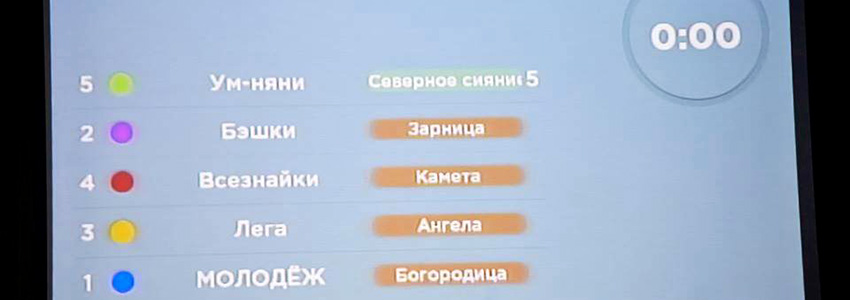 0:00
5 Ум-няни Северное сияние 5
2 Бэшки Зарница
4 Всезнайки Камета
3 Лега Ангела
1 МОЛОДЁЖ Богородица